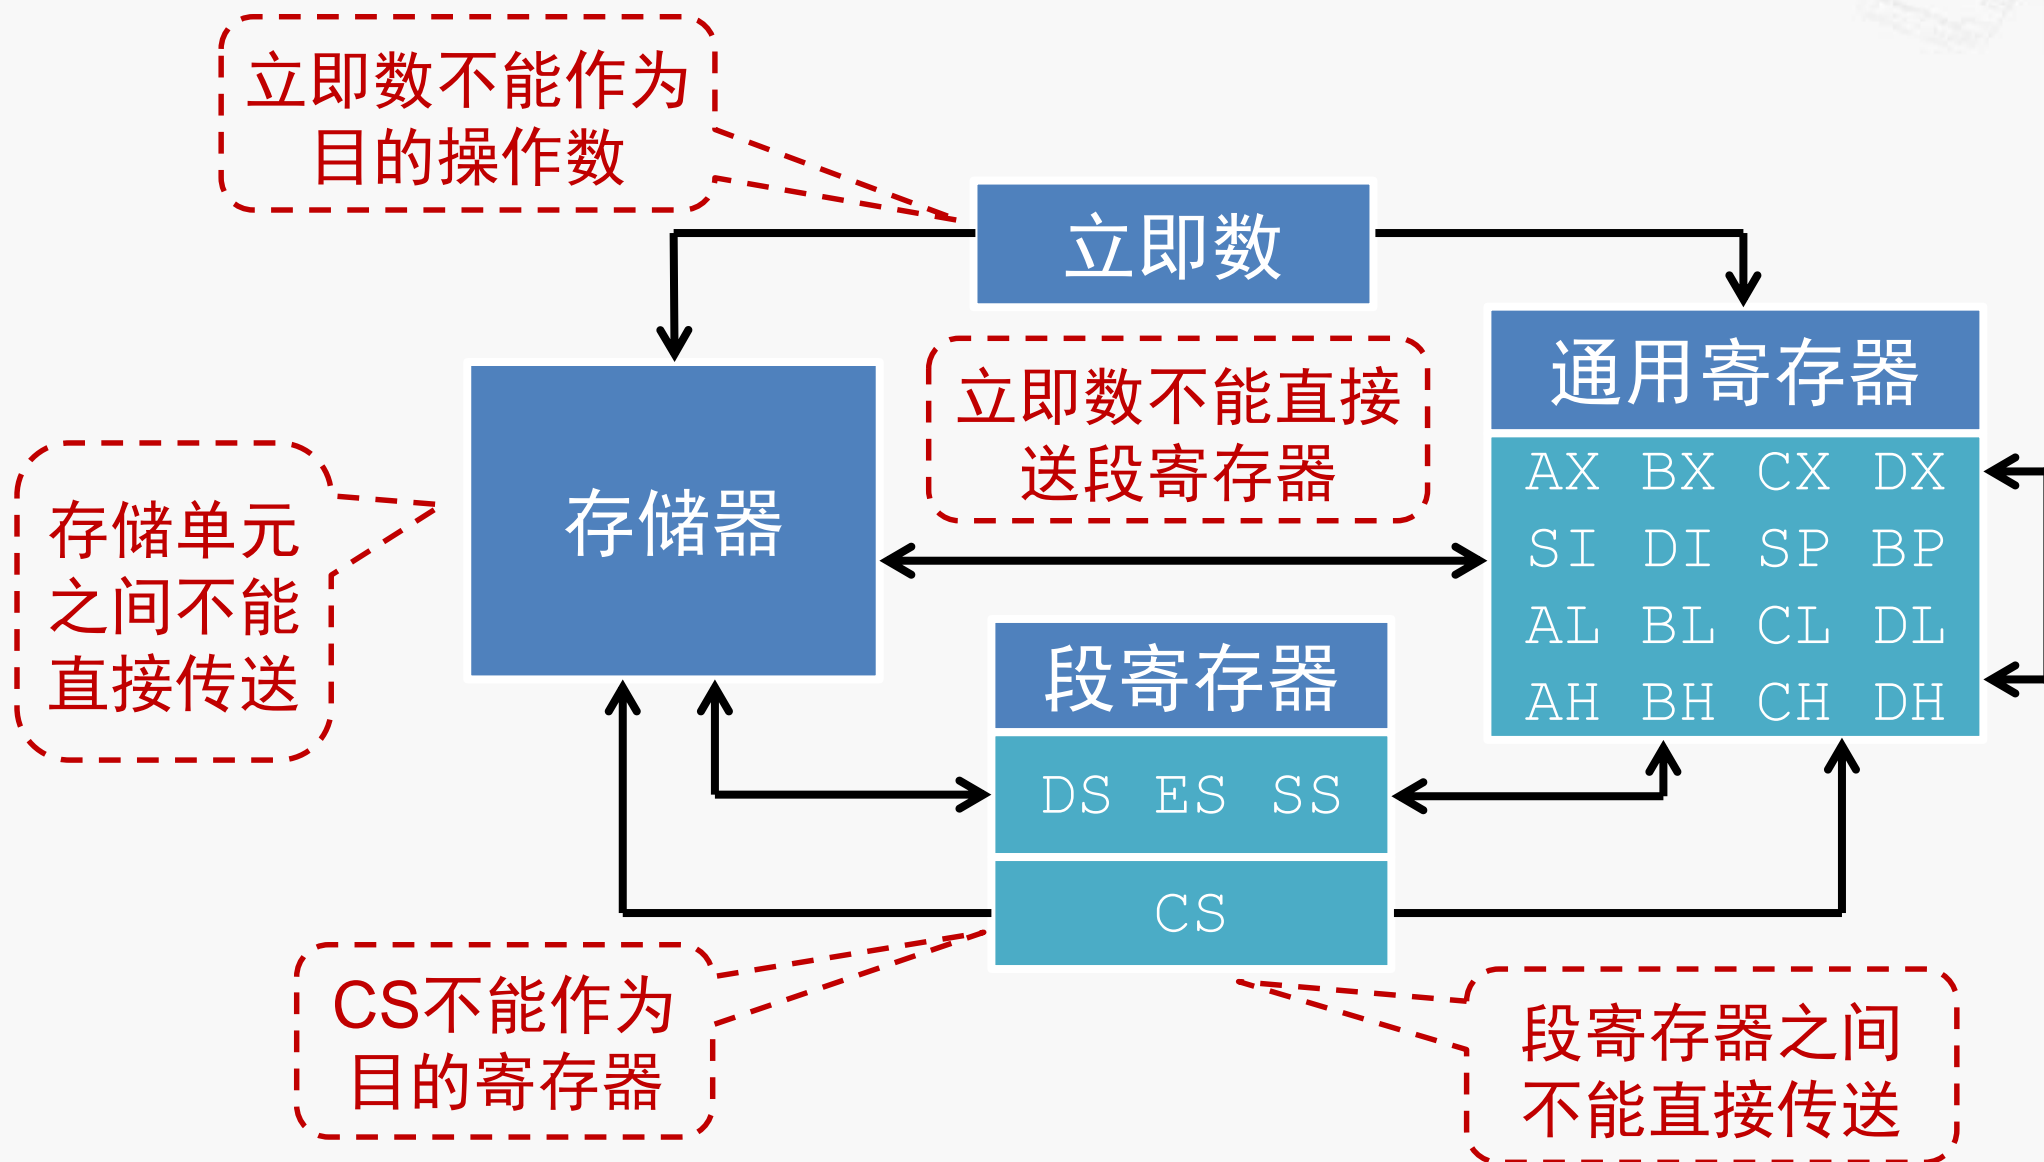 立即数不能作为
目的操作数
立即数
通用寄存器
立即数不能直接
送段寄存器
存储器
AX BX CX DX
SI DI SP BP
AL BL CL DL
AH BH CH DH
存储单元
之间不能
直接传送
段寄存器
DS ES SS
CS
CS不能作为
目的寄存器
段寄存器之间
不能直接传送